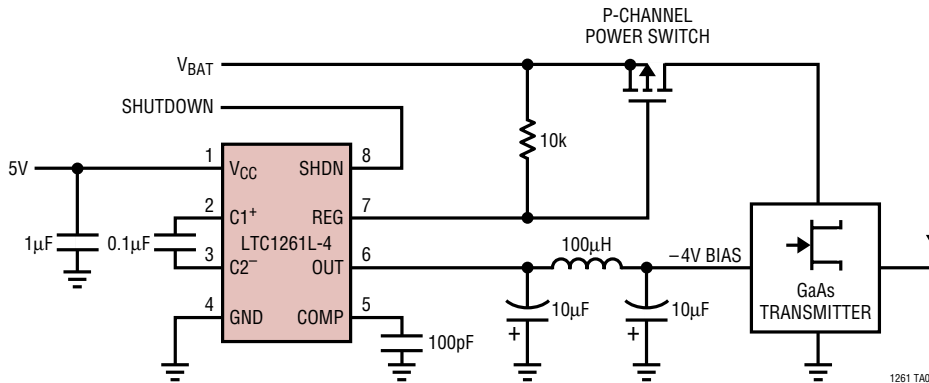 P-CHANNEL
POWER SWITCH
VBAT
SHUTDOWN
10k
5V
1
VCC
SHDN
8
2
C1+
REG
7
1µF
0.1µF
LTC1261L-4
100µH
3
C2–
OUT
6
–4V BIAS
4
GND
COMP
5
100pF
10µF
+
10µF
+
GaAs
TRANSMITTER
1261 TA0